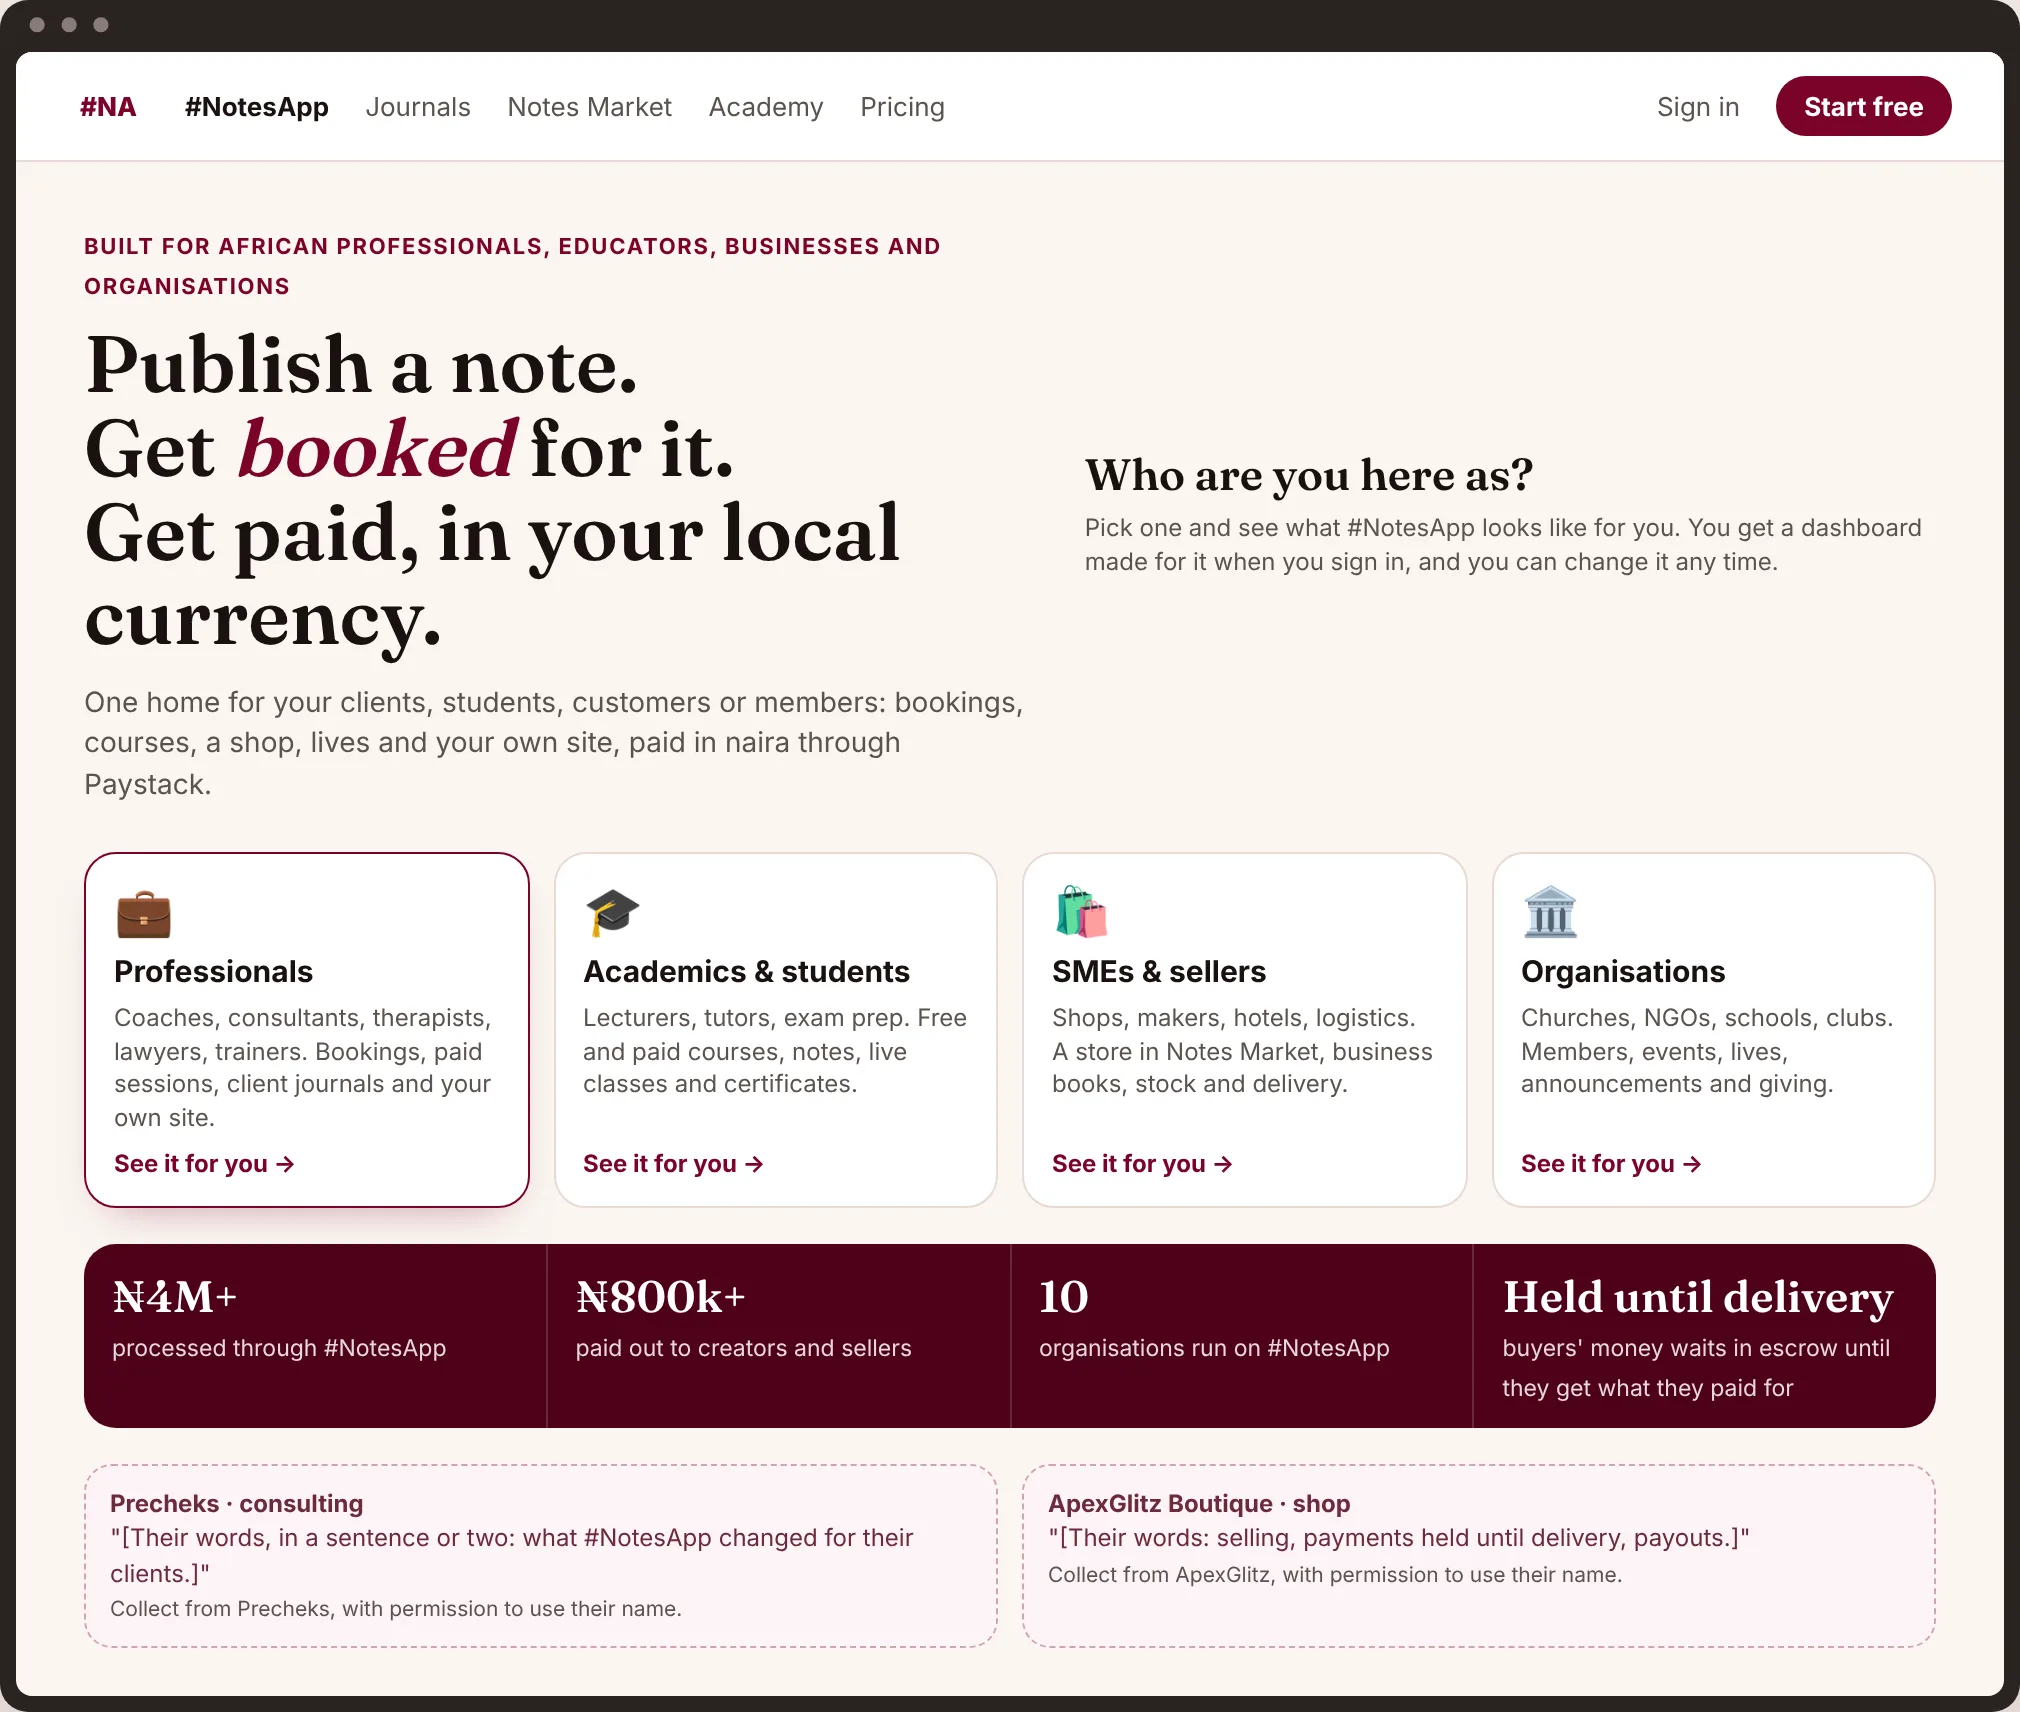 #NA #NotesApp Journals Notes Market Academy Pricing Sign in Start free
BUILT FOR AFRICAN PROFESSIONALS, EDUCATORS, BUSINESSES AND
ORGANISATIONS
Publish a note.
Get booked for it.
Get paid, in your local
currency.
One home for your clients, students, customers or members: bookings,
courses, a shop, lives and your own site, paid in naira through
Paystack.
Who are you here as?
Pick one and see what #NotesApp looks like for you. You get a dashboard
made for it when you sign in, and you can change it any time.
Professionals
Coaches, consultants, therapists,
lawyers, trainers. Bookings, paid
sessions, client journals and your
own site.
See it for you →
Academics & students
Lecturers, tutors, exam prep. Free
and paid courses, notes, live
classes and certificates.
See it for you →
SMEs & sellers
Shops, makers, hotels, logistics.
A store in Notes Market, business
books, stock and delivery.
See it for you →
Organisations
Churches, NGOs, schools, clubs.
Members, events, lives,
announcements and giving.
See it for you →
₦4M+
processed through #NotesApp
₦800k+
paid out to creators and sellers
10
organisations run on #NotesApp
Held until delivery
buyers' money waits in escrow until
they get what they paid for
Precheks · consulting
"[Their words, in a sentence or two: what #NotesApp changed for their
clients.]"
Collect from Precheks, with permission to use their name.
ApexGlitz Boutique · shop
"[Their words: selling, payments held until delivery, payouts.]"
Collect from ApexGlitz, with permission to use their name.